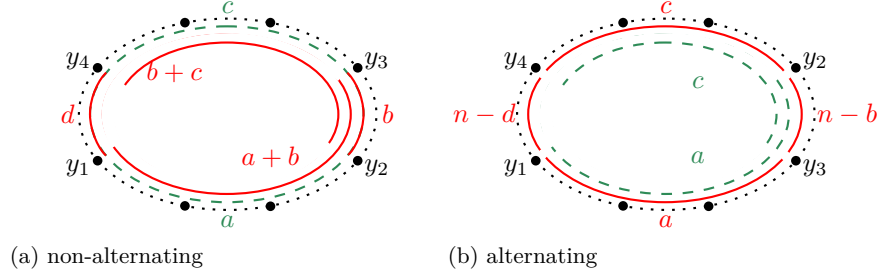 c c
y4 b + c y3 y4 c y2
d b n − d n − b
y1 a + b y2 y1 a y3
a a
(a) non-alternating (b) alternating